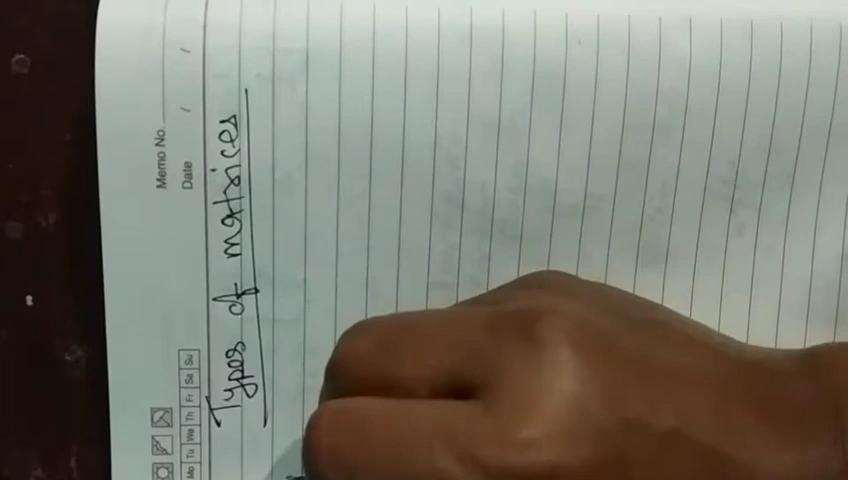 Memo No.
Date / /
Mo Tu We Th Fr Sa Su
Types of matrices